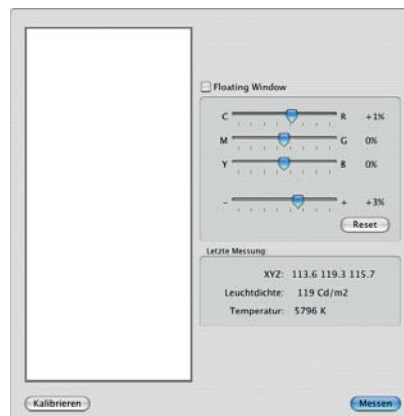 Floating Window
C R +1%
M G 0%
Y B 0%
- + +3%
Reset
Letzte Messung:
XYZ: 113.6 119.3 115.7
Leuchtdichte: 119 Cd/m2
Temperatur: 5796 K
Kalibrieren Messen